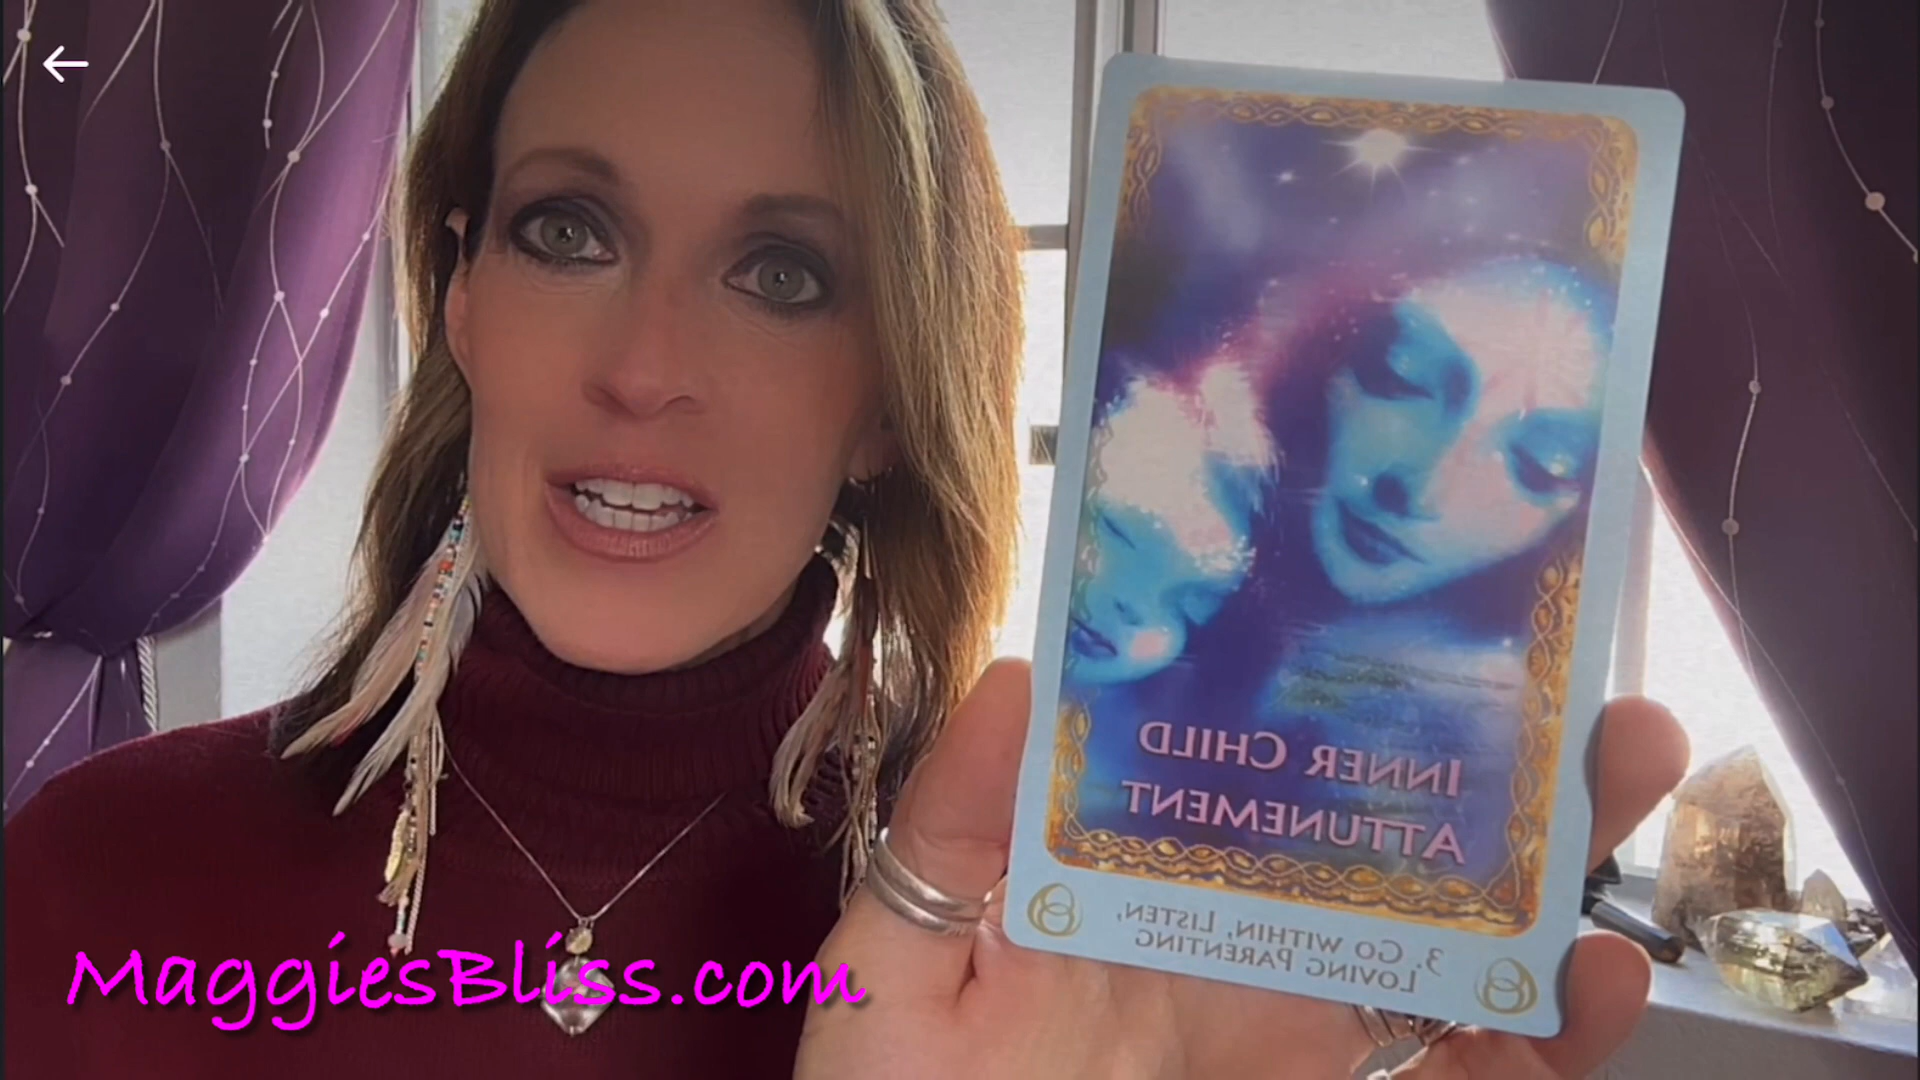 MaggiesBliss.com
INNER CHILD
ATTUNEMENT
3. GO WITHIN, LISTEN,
LOVING PARENTING